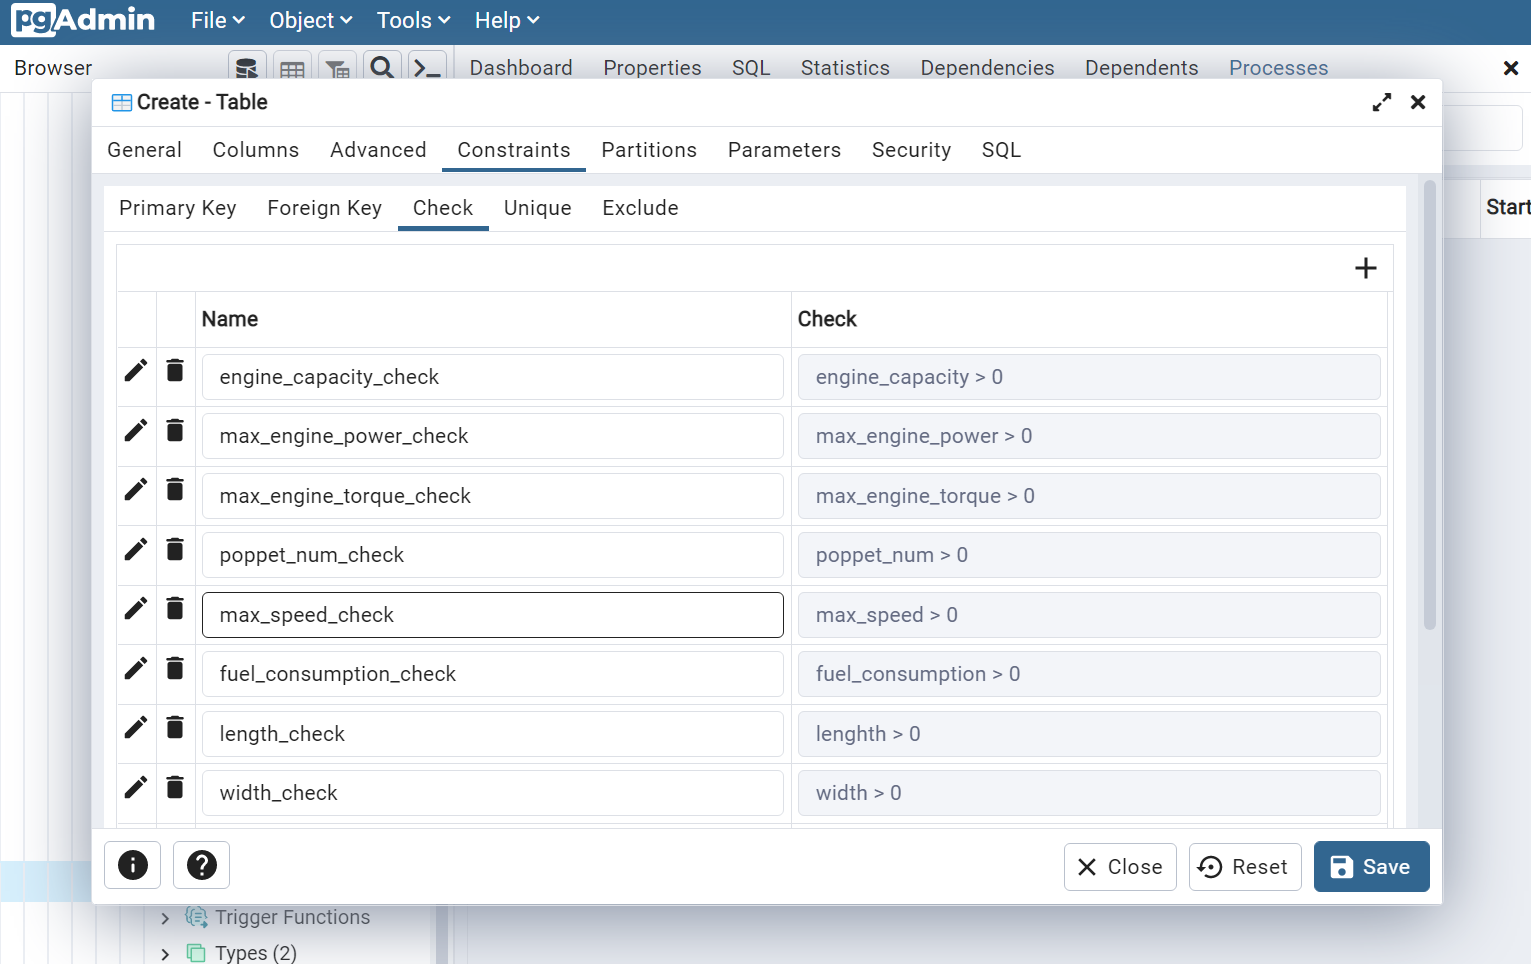 pgAdmin File Object Tools Help
Browser Dashboard Properties SQL Statistics Dependencies Dependents Processes
Create - Table
General Columns Advanced Constraints Partitions Parameters Security SQL
Primary Key Foreign Key Check Unique Exclude
Start
Name Check
engine_capacity_check engine_capacity > 0
max_engine_power_check max_engine_power > 0
max_engine_torque_check max_engine_torque > 0
poppet_num_check poppet_num > 0
max_speed_check max_speed > 0
fuel_consumption_check fuel_consumption > 0
length_check lenghth > 0
width_check width > 0
Close Reset Save
Trigger Functions
Types (2)